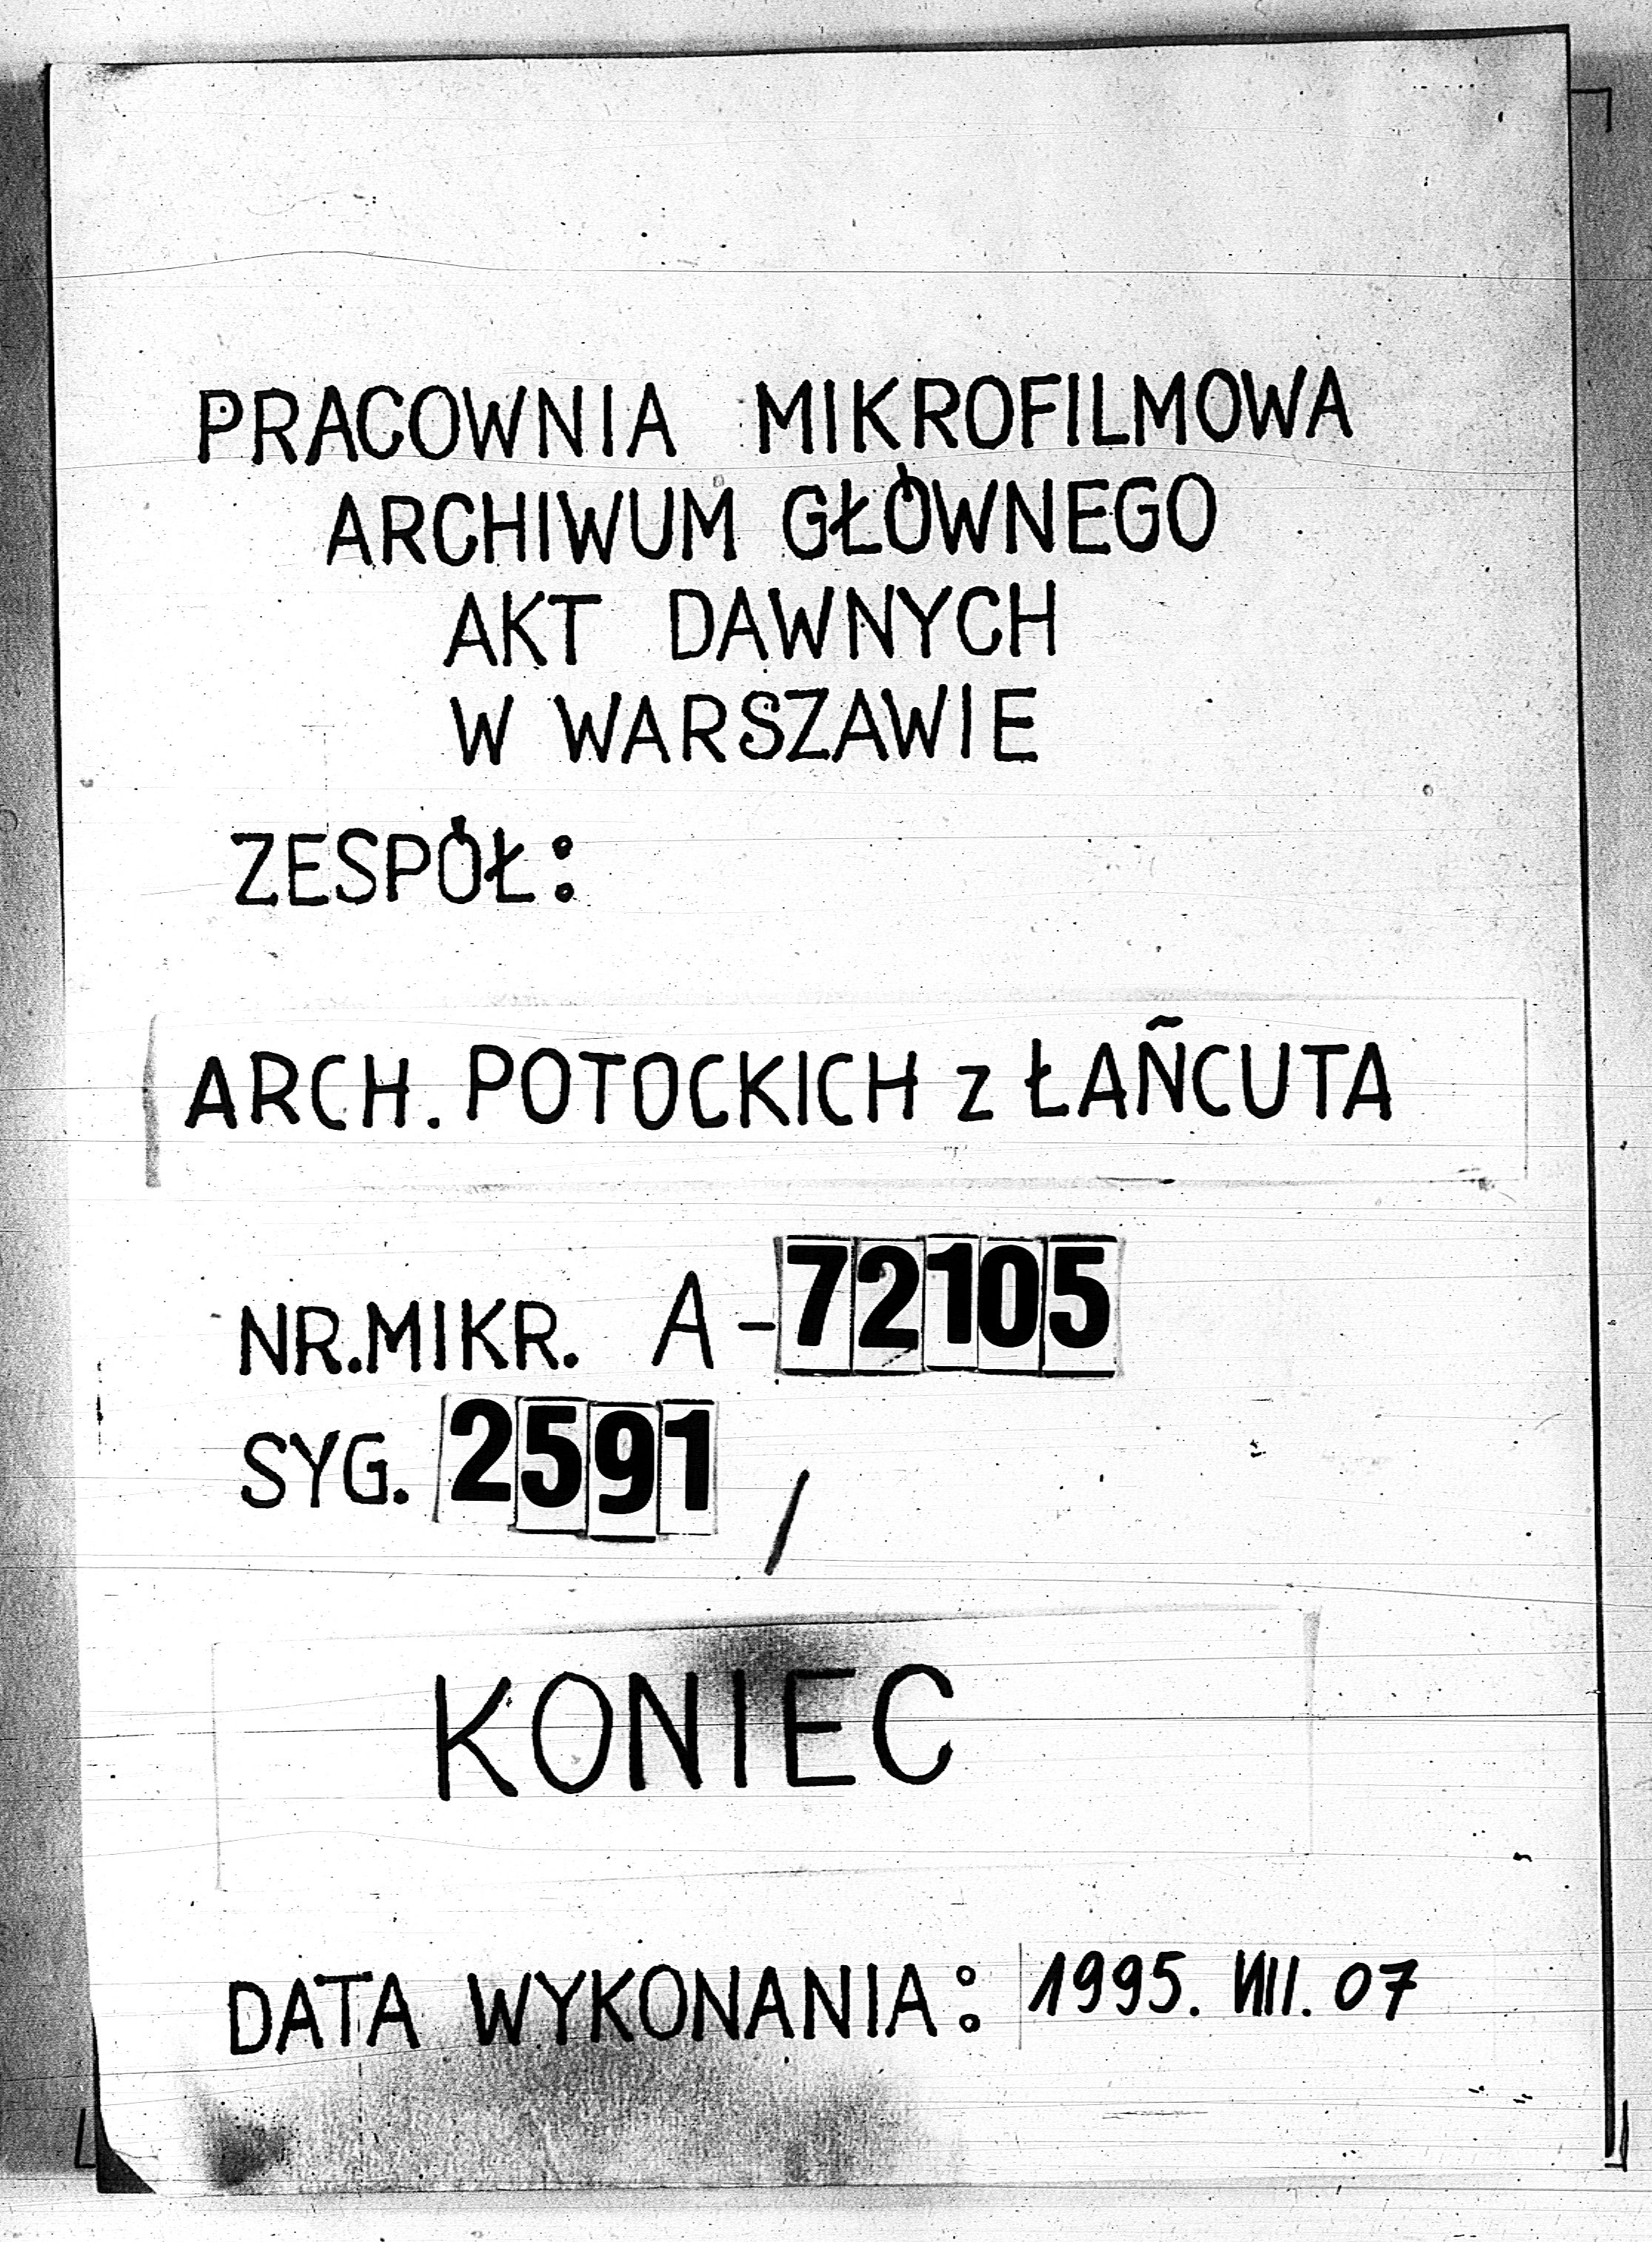 PRACOWNIA MIKROFILMOWA
ARCHIWUM GŁÓWNEGO
AKT DAWNYCH
W WARSZAWIE
ZESPÓŁ:
ARCH. POTOCKICH z ŁAŃCUTA
NR.MIKR. A-72105
SYG. 2591 /
KONIEC
DATA WYKONANIA: 1995. VIII. 07